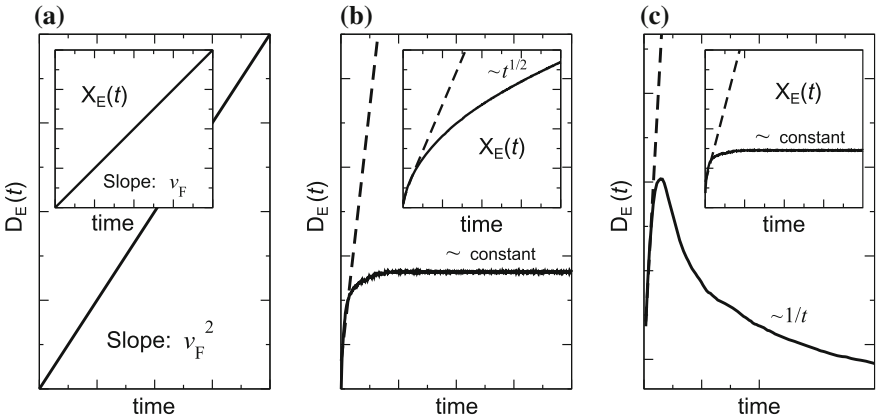 (a)
D_E(t)
X_E(t)
Slope: v_F
time
Slope: v_F^2
time
(b)
D_E(t)
~t^{1/2}
X_E(t)
time
~ constant
time
(c)
D_E(t)
X_E(t)
~ constant
time
~1/t
time